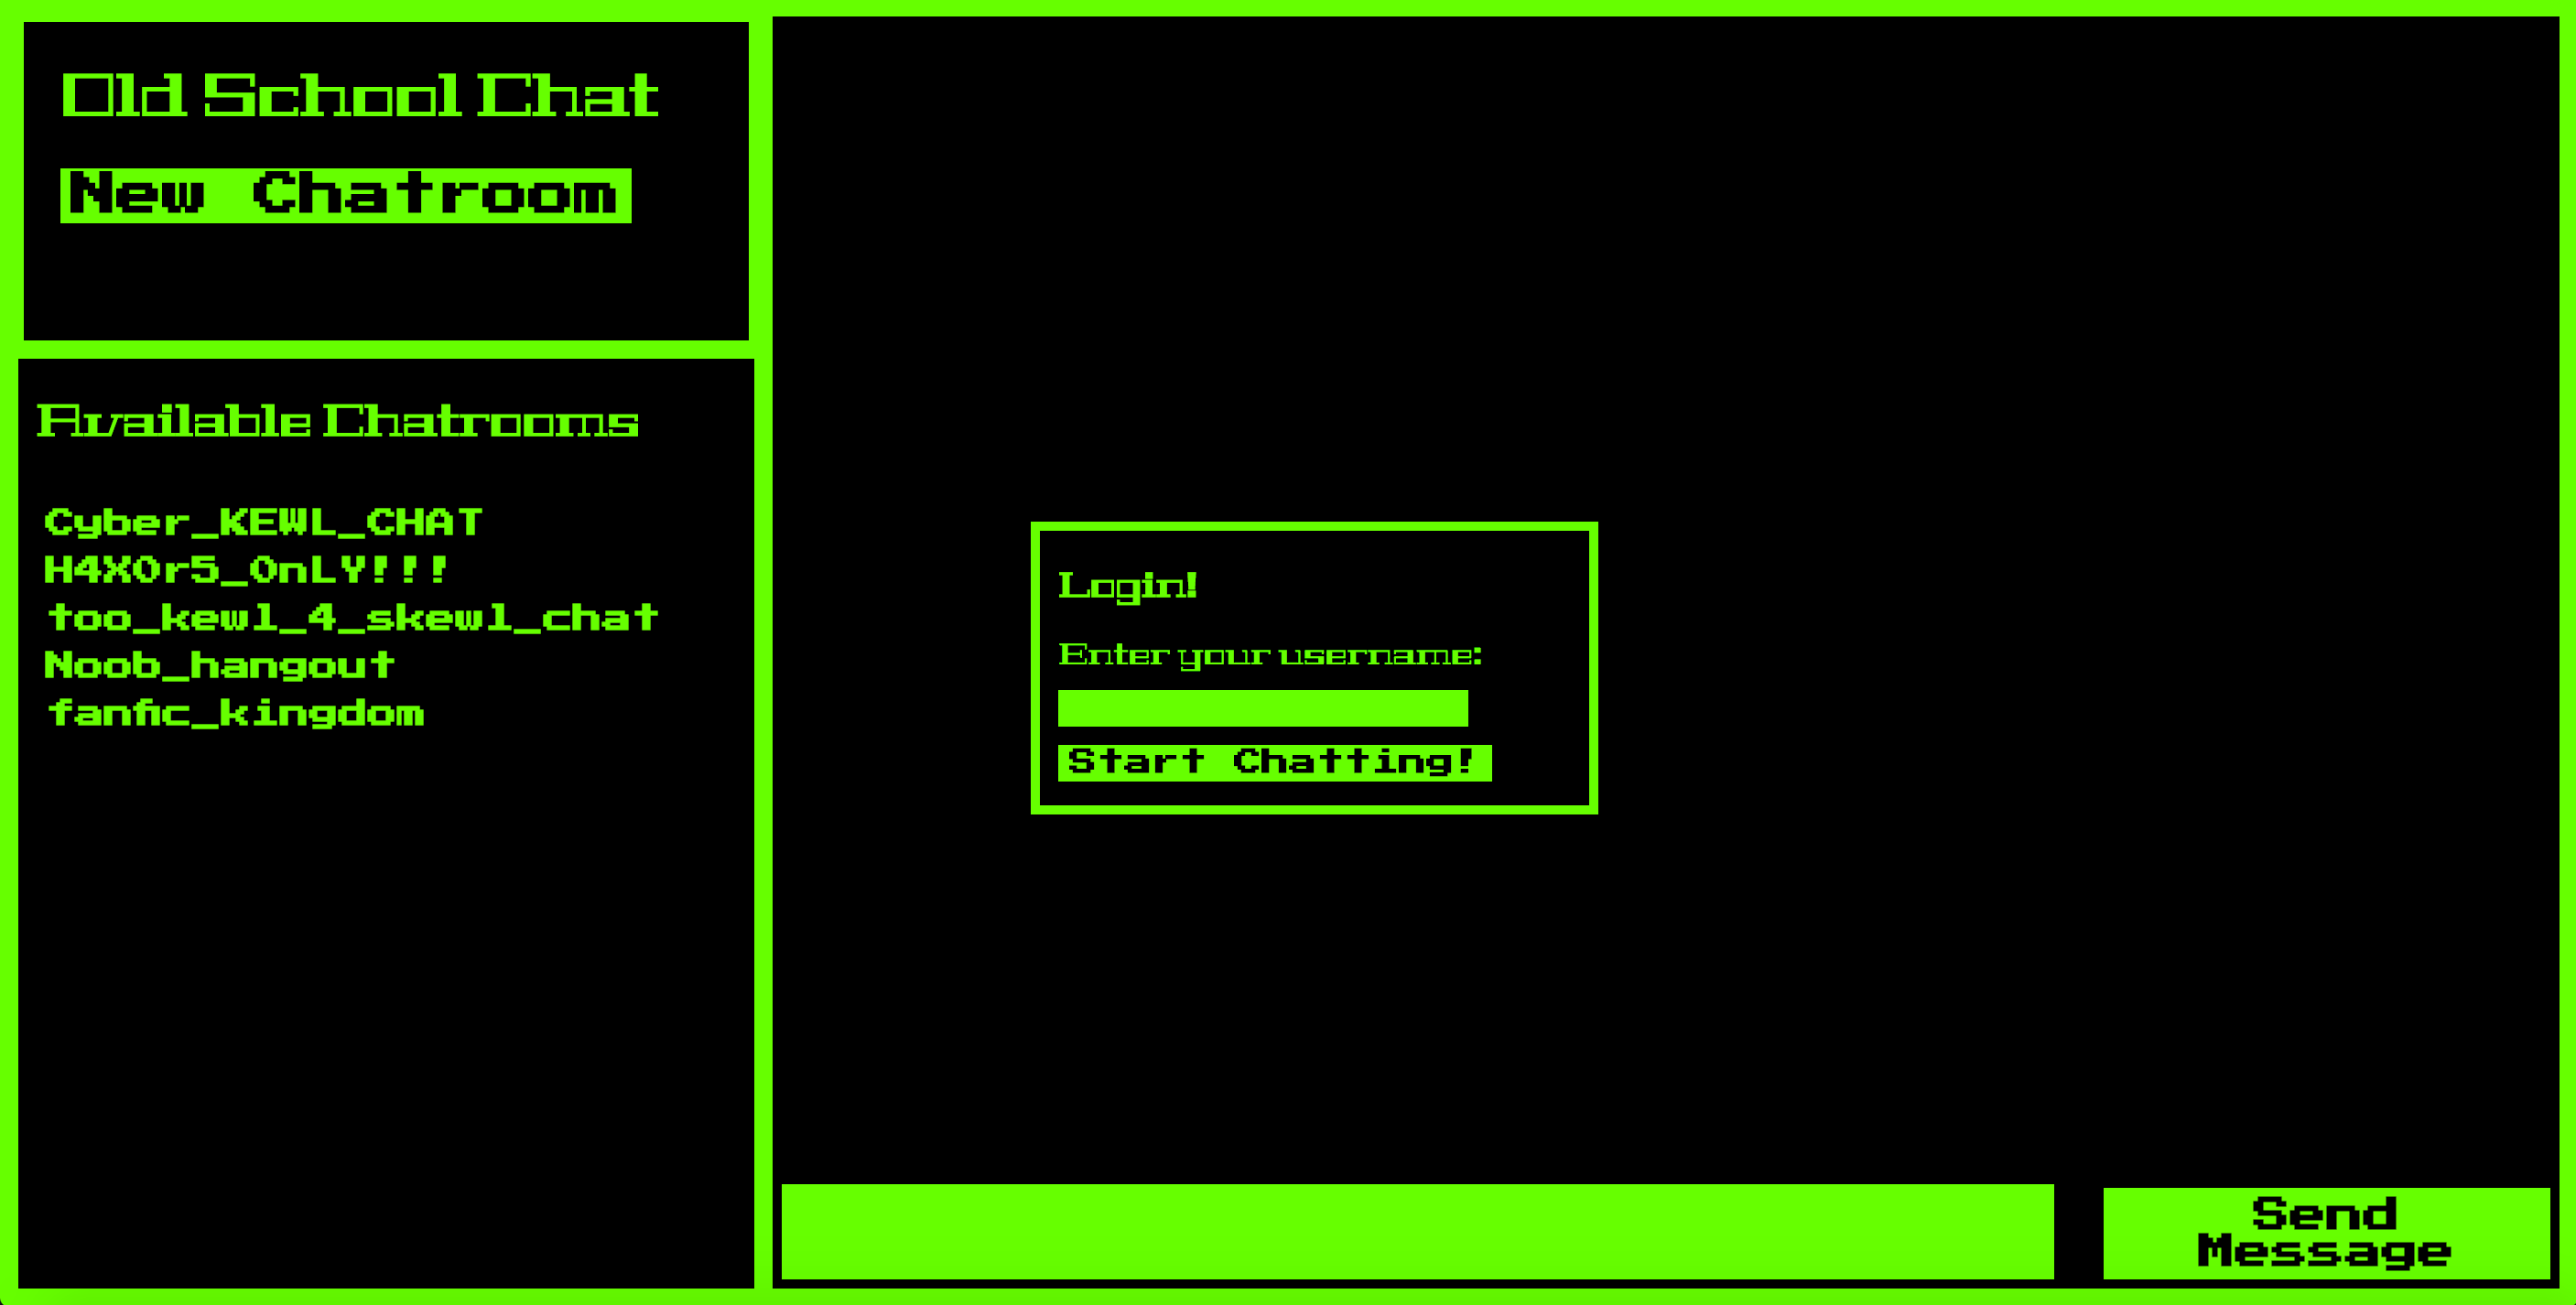 Old School Chat
New Chatroom
Available Chatrooms
Cyber_KEWL_CHAT
H4X0r5_0nLY!!!
too_kewl_4_skewl_chat
Noob_hangout
fanfic_kingdom
Login!
Enter your username:
Start Chatting!
Send
Message